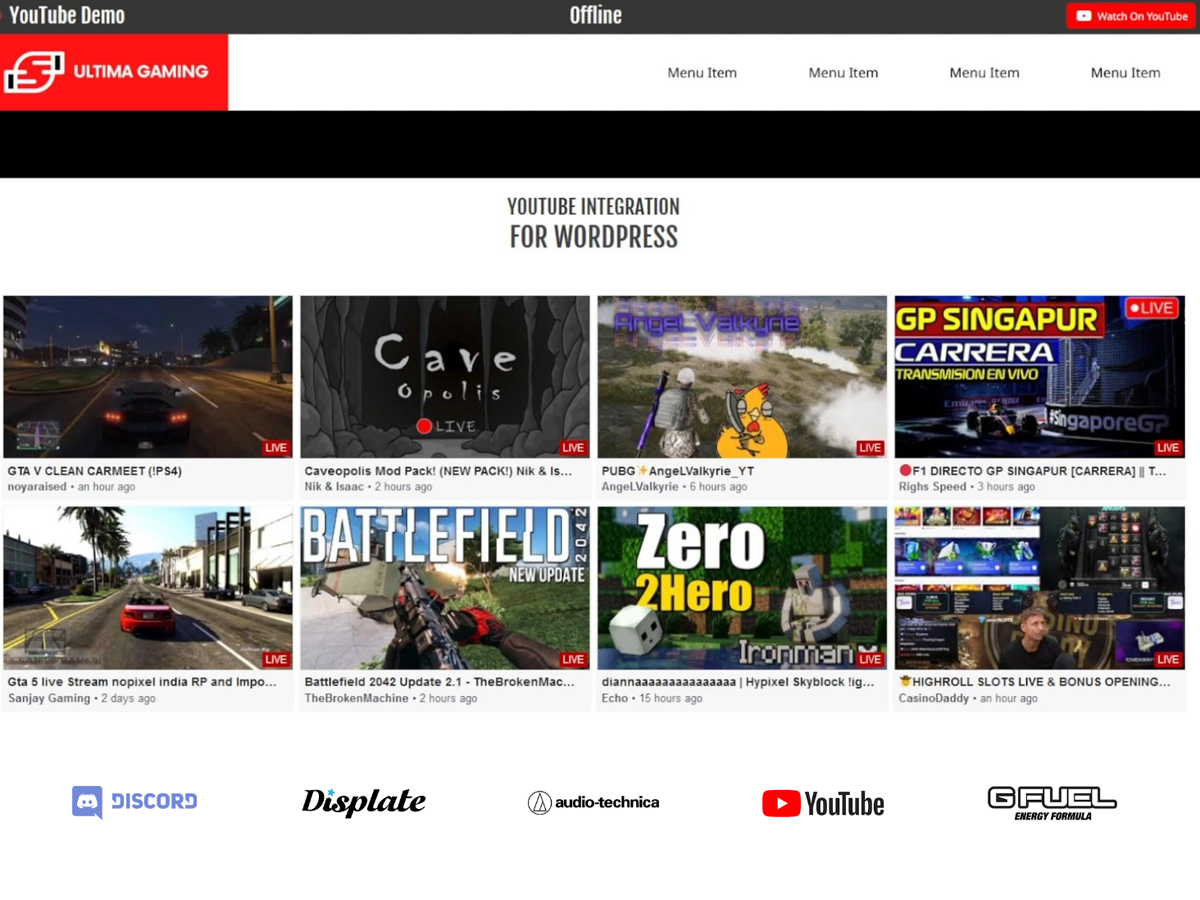 YouTube Demo
Offline
Watch On YouTube
ULTIMA GAMING
Menu Item
Menu Item
Menu Item
Menu Item
YOUTUBE INTEGRATION
FOR WORDPRESS
LIVE
Cave
Opolis
LIVE
LIVE
AngelValkyrie
LIVE
LIVE
GP SINGAPUR
CARRERA
TRANSMISION EN VIVO
#SingaporeGP
LIVE
GTA V CLEAN CARMEET (!PS4)
noyaraised • an hour ago
Caveopolis Mod Pack! (NEW PACK!) Nik & Is...
Nik & Isaac • 2 hours ago
PUBG✨AngeLValkyrie_YT
AngeLValkyrie • 6 hours ago
🔴F1 DIRECTO GP SINGAPUR [CARRERA] || T...
Righs Speed • 3 hours ago
LIVE
BATTLEFIELD
2042
NEW UPDATE
LIVE
Zero
2Hero
Ironman
LIVE
LIVE
Gta 5 live Stream nopixel india RP and Impo...
Sanjay Gaming • 2 days ago
Battlefield 2042 Update 2.1 - TheBrokenMac...
TheBrokenMachine • 2 hours ago
diannaaaaaaaaaaaaaaa | Hypixel Skyblock !ig...
Echo • 15 hours ago
🤠HIGHROLL SLOTS LIVE & BONUS OPENING...
CasinoDaddy • an hour ago
DISCORD
Displate
audio-technica
YouTube
G FUEL
ENERGY FORMULA